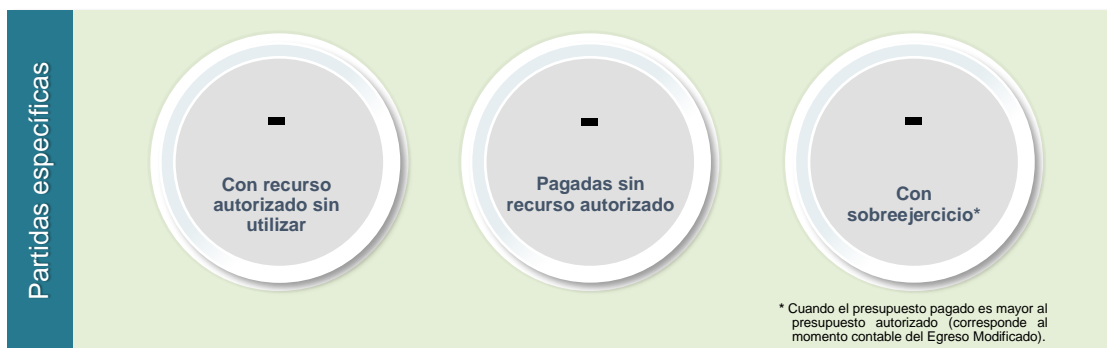 Partidas específicas
-
Con recurso
autorizado sin
utilizar
-
Pagadas sin
recurso autorizado
-
Con
sobreejercicio*
* Cuando el presupuesto pagado es mayor al
presupuesto autorizado (corresponde al
momento contable del Egreso Modificado).